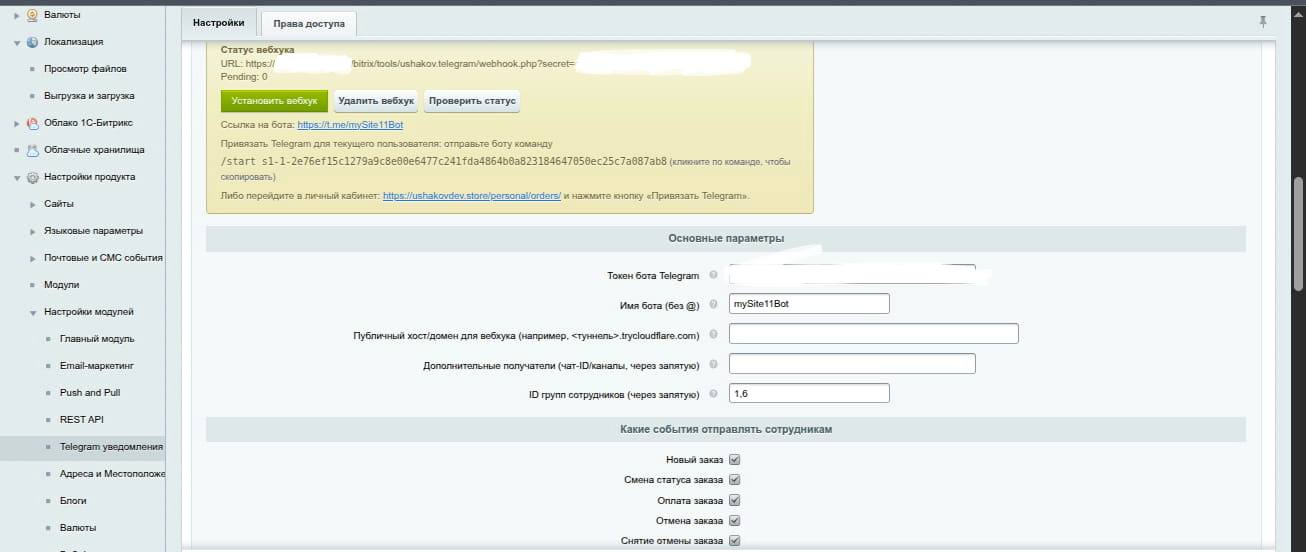 Валюты
Локализация
Просмотр файлов
Выгрузка и загрузка
Облако 1С-Битрикс
Облачные хранилища
Настройки продукта
Сайты
Языковые параметры
Почтовые и СМС события
Модули
Настройки модулей
Главный модуль
Email-маркетинг
Push and Pull
REST API
Telegram уведомления
Адреса и Местоположе
Блоги
Валюты
Настройки
Права доступа
Статус вебхука
URL: https:// /bitrix/tools/ushakov.telegram/webhook.php?secret=
Pending: 0
Установить вебхук Удалить вебхук Проверить статус
Ссылка на бота: https://t.me/mySite11Bot
Привязать Telegram для текущего пользователя: отправьте боту команду
/start s1-1-2e76ef15c1279a9c8e00e6477c241fda4864b0a823184647050ec25c7a087ab8 (кликните по команде, чтобы
скопировать)
Либо перейдите в личный кабинет: https://ushakovdev.store/personal/orders/ и нажмите кнопку «Привязать Telegram».
Основные параметры
Токен бота Telegram
Имя бота (без @) mySite11Bot
Публичный хост/домен для вебхука (например, <туннель>.trycloudflare.com)
Дополнительные получатели (чат-ID/каналы, через запятую)
ID групп сотрудников (через запятую) 1,6
Какие события отправлять сотрудникам
Новый заказ
Смена статуса заказа
Оплата заказа
Отмена заказа
Снятие отмены заказа